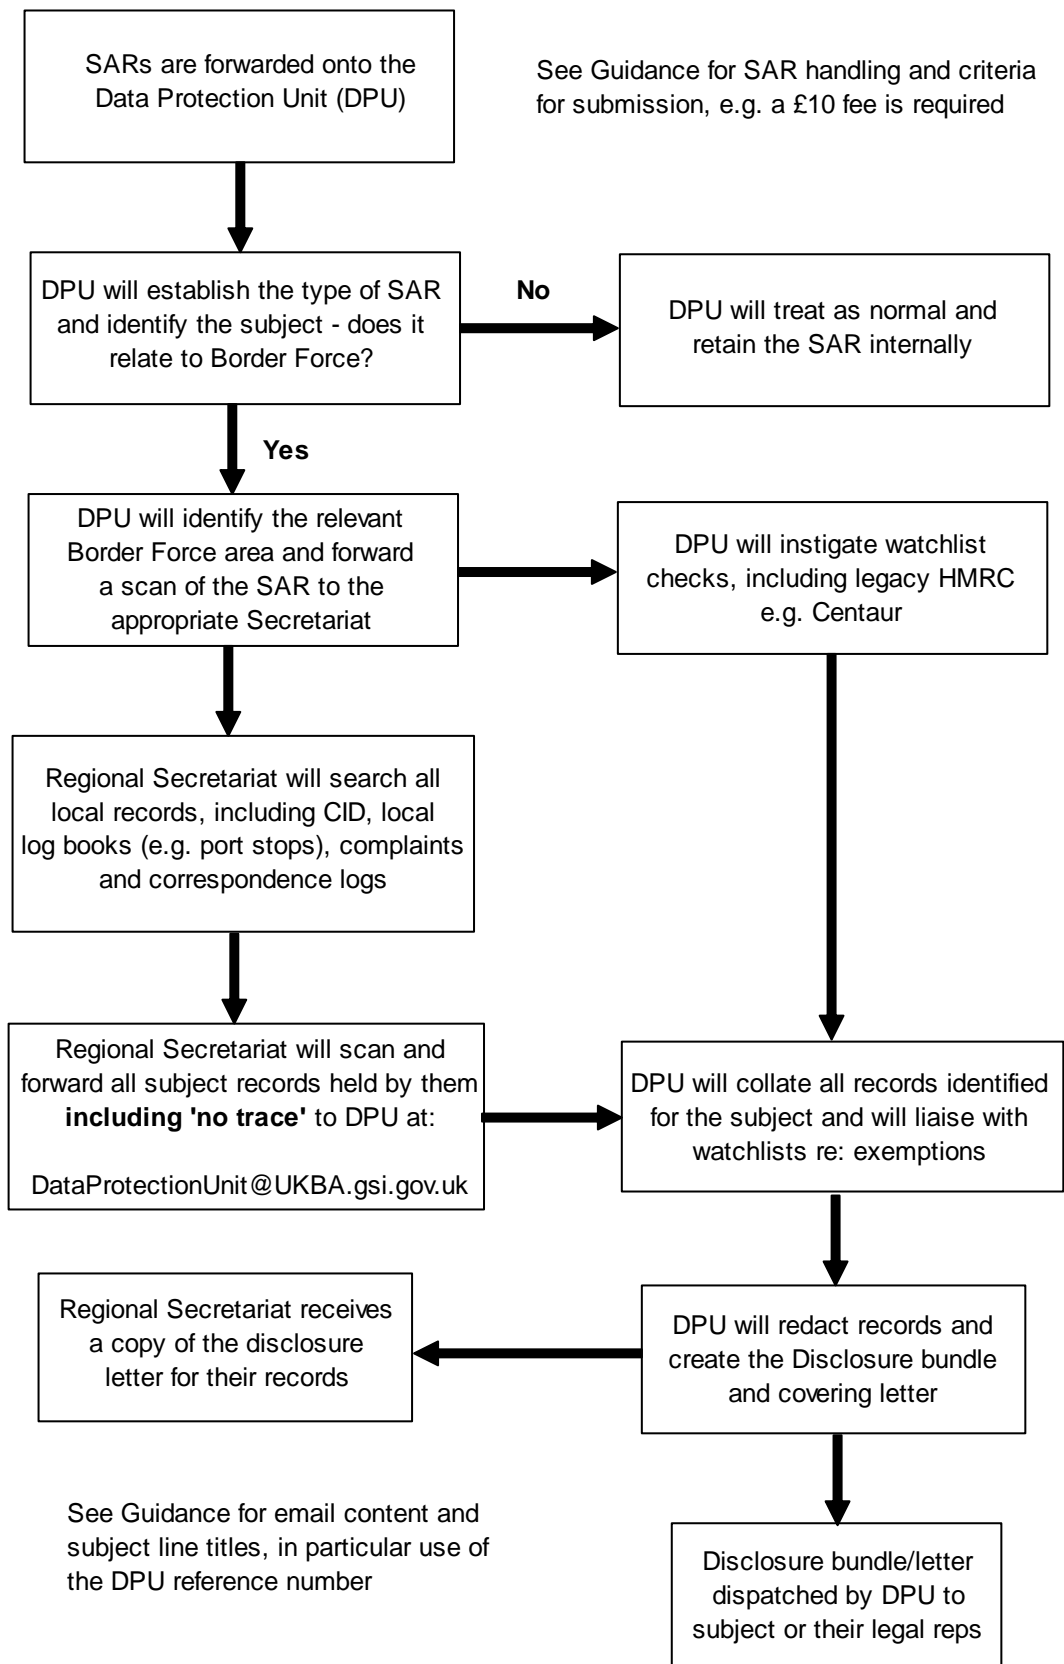 SARs are forwarded onto the
Data Protection Unit (DPU)
See Guidance for SAR handling and criteria
for submission, e.g. a £10 fee is required
DPU will establish the type of SAR
and identify the subject - does it
relate to Border Force?
No
DPU will treat as normal and
retain the SAR internally
Yes
DPU will identify the relevant
Border Force area and forward
a scan of the SAR to the
appropriate Secretariat
DPU will instigate watchlist
checks, including legacy HMRC
e.g. Centaur
Regional Secretariat will search all
local records, including CID, local
log books (e.g. port stops), complaints
and correspondence logs
Regional Secretariat will scan and
forward all subject records held by them
including 'no trace' to DPU at:
DataProtectionUnit@UKBA.gsi.gov.uk
DPU will collate all records identified
for the subject and will liaise with
watchlists re: exemptions
Regional Secretariat receives
a copy of the disclosure
letter for their records
DPU will redact records and
create the Disclosure bundle
and covering letter
See Guidance for email content and
subject line titles, in particular use of
the DPU reference number
Disclosure bundle/letter
dispatched by DPU to
subject or their legal reps